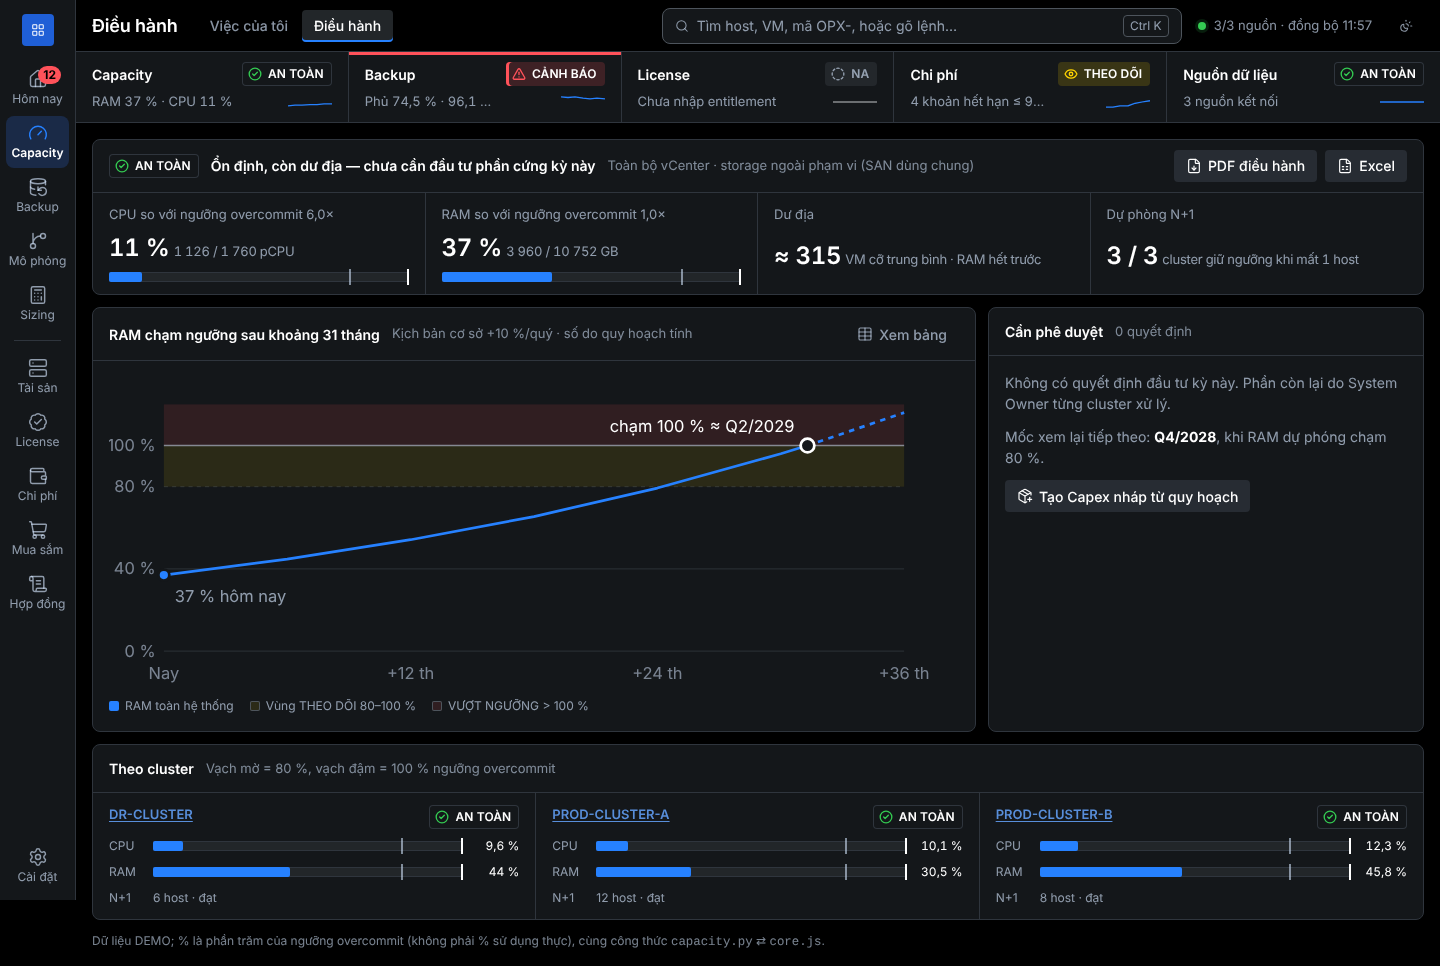 Điều hành
Việc của tôi
Điều hành
Tìm host, VM, mã OPX-, hoặc gõ lệnh...
Ctrl K
3/3 nguồn · đồng bộ 11:57
12
Hôm nay
Capacity
Backup
Mô phỏng
Sizing
Tài sản
License
Chi phí
Mua sắm
Hợp đồng
Cài đặt
Capacity
AN TOÀN
RAM 37 % · CPU 11 %
Backup
CẢNH BÁO
Phủ 74,5 % · 96,1 ...
License
NA
Chưa nhập entitlement
Chi phí
THEO DÕI
4 khoản hết hạn ≤ 9...
Nguồn dữ liệu
AN TOÀN
3 nguồn kết nối
AN TOÀN
Ổn định, còn dư địa — chưa cần đầu tư phần cứng kỳ này
Toàn bộ vCenter · storage ngoài phạm vi (SAN dùng chung)
PDF điều hành
Excel
CPU so với ngưỡng overcommit 6,0×
11 % 1 126 / 1 760 pCPU
RAM so với ngưỡng overcommit 1,0×
37 % 3 960 / 10 752 GB
Dư địa
≈ 315 VM cỡ trung bình · RAM hết trước
Dự phòng N+1
3 / 3 cluster giữ ngưỡng khi mất 1 host
RAM chạm ngưỡng sau khoảng 31 tháng
Kịch bản cơ sở +10 %/quý · số do quy hoạch tính
Xem bảng
chạm 100 % ≈ Q2/2029
100 %
80 %
40 %
37 % hôm nay
0 %
Nay
+12 th
+24 th
+36 th
RAM toàn hệ thống
Vùng THEO DÕI 80–100 %
VƯỢT NGƯỠNG > 100 %
Cần phê duyệt
0 quyết định
Không có quyết định đầu tư kỳ này. Phần còn lại do System
Owner từng cluster xử lý.
Mốc xem lại tiếp theo: Q4/2028, khi RAM dự phóng chạm
80 %.
Tạo Capex nháp từ quy hoạch
Theo cluster
Vạch mờ = 80 %, vạch đậm = 100 % ngưỡng overcommit
DR-CLUSTER
AN TOÀN
CPU
9,6 %
RAM
44 %
N+1
6 host · đạt
PROD-CLUSTER-A
AN TOÀN
CPU
10,1 %
RAM
30,5 %
N+1
12 host · đạt
PROD-CLUSTER-B
AN TOÀN
CPU
12,3 %
RAM
45,8 %
N+1
8 host · đạt
Dữ liệu DEMO; % là phần trăm của ngưỡng overcommit (không phải % sử dụng thực), cùng công thức capacity.py ⇄ core.js.